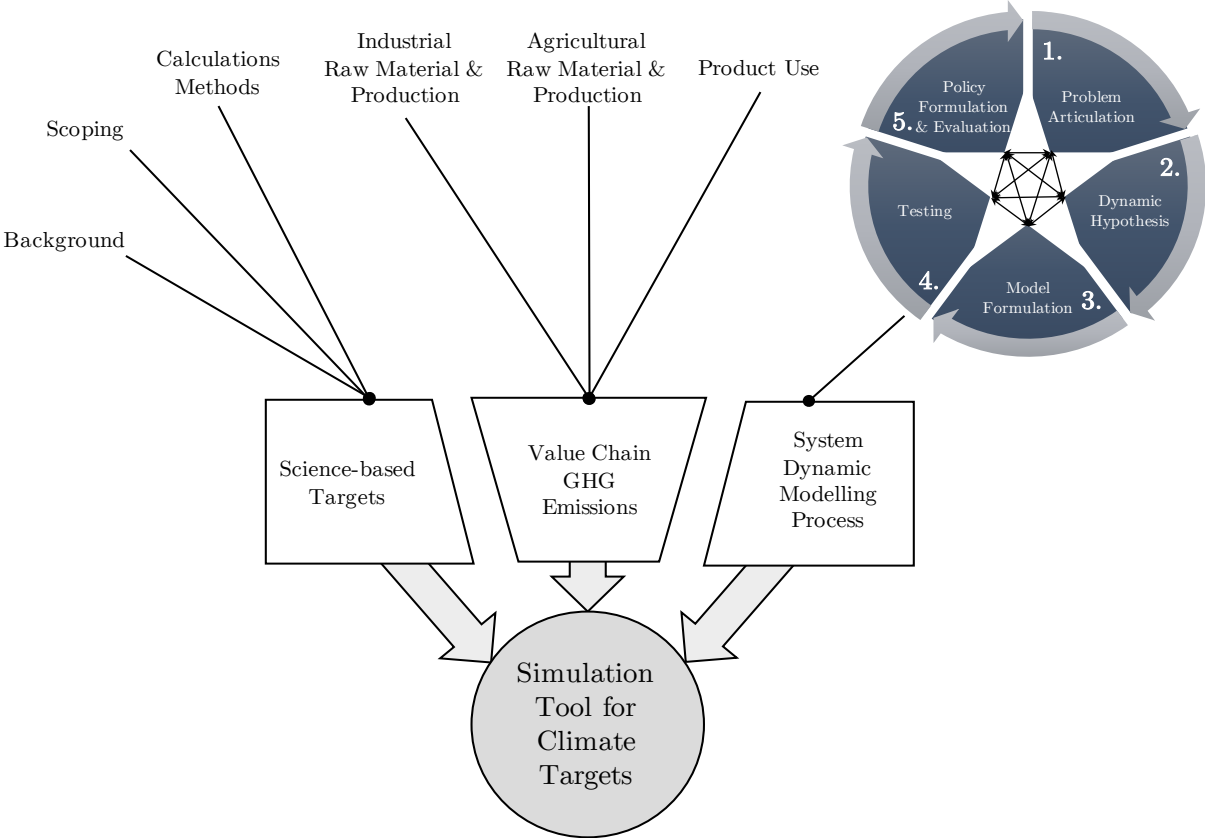 Calculations
Methods
Industrial
Raw Material &
Production
Agricultural
Raw Material &
Production
Product Use
Scoping
Background
1.
Problem
Articulation
2.
Dynamic
Hypothesis
Model
Formulation
3.
4.
Testing
Policy
Formulation
& Evaluation
5.
Science-based
Targets
Value Chain
GHG
Emissions
System
Dynamic
Modelling
Process
Simulation
Tool for
Climate
Targets